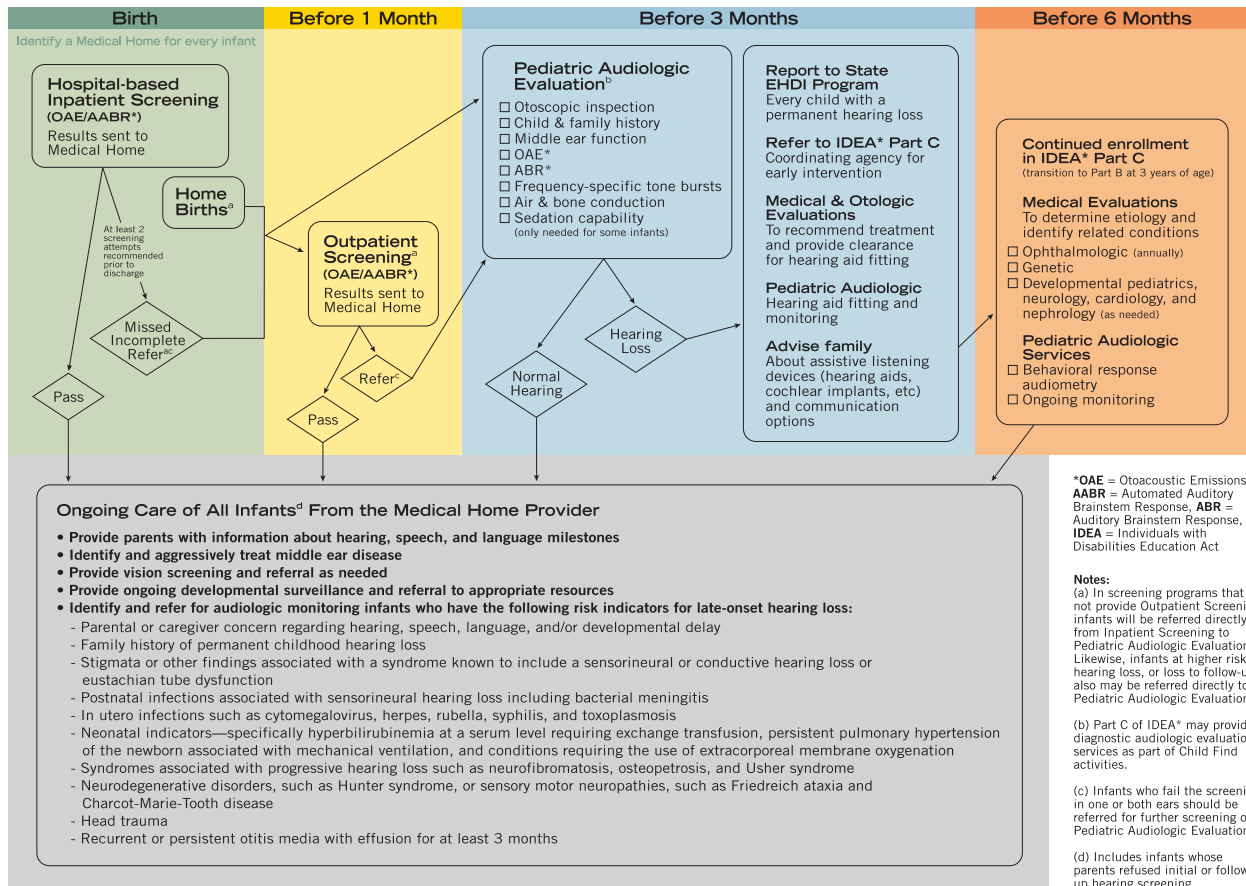 Birth
Before 1 Month
Before 3 Months
Before 6 Months
Identify a Medical Home for every infant
Hospital-based
Inpatient Screening
(OAE/AABR*)
Results sent to
Medical Home
Home
Births^a
At least 2
screening
attempts
recommended
prior to
discharge
Missed
Incomplete
Refer^ac
Pass
Outpatient
Screening^a
(OAE/AABR*)
Results sent to
Medical Home
Refer^c
Pass
Pediatric Audiologic
Evaluation^b
☐ Otoscopic inspection
☐ Child & family history
☐ Middle ear function
☐ OAE*
☐ ABR*
☐ Frequency-specific tone bursts
☐ Air & bone conduction
☐ Sedation capability
(only needed for some infants)
Hearing
Loss
Normal
Hearing
Report to State
EHDI Program
Every child with a
permanent hearing loss
Refer to IDEA* Part C
Coordinating agency for
early intervention
Medical & Otologic
Evaluations
To recommend treatment
and provide clearance
for hearing aid fitting
Pediatric Audiologic
Hearing aid fitting and
monitoring
Advise family
About assistive listening
devices (hearing aids,
cochlear implants, etc)
and communication
options
Continued enrollment
in IDEA* Part C
(transition to Part B at 3 years of age)
Medical Evaluations
To determine etiology and
identify related conditions
☐ Ophthalmologic (annually)
☐ Genetic
☐ Developmental pediatrics,
neurology, cardiology, and
nephrology (as needed)
Pediatric Audiologic
Services
☐ Behavioral response
audiometry
☐ Ongoing monitoring
Ongoing Care of All Infants^d From the Medical Home Provider
• Provide parents with information about hearing, speech, and language milestones
• Identify and aggressively treat middle ear disease
• Provide vision screening and referral as needed
• Provide ongoing developmental surveillance and referral to appropriate resources
• Identify and refer for audiologic monitoring infants who have the following risk indicators for late-onset hearing loss:
- Parental or caregiver concern regarding hearing, speech, language, and/or developmental delay
- Family history of permanent childhood hearing loss
- Stigmata or other findings associated with a syndrome known to include a sensorineural or conductive hearing loss or
eustachian tube dysfunction
- Postnatal infections associated with sensorineural hearing loss including bacterial meningitis
- In utero infections such as cytomegalovirus, herpes, rubella, syphilis, and toxoplasmosis
- Neonatal indicators—specifically hyperbilirubinemia at a serum level requiring exchange transfusion, persistent pulmonary hypertension
of the newborn associated with mechanical ventilation, and conditions requiring the use of extracorporeal membrane oxygenation
- Syndromes associated with progressive hearing loss such as neurofibromatosis, osteopetrosis, and Usher syndrome
- Neurodegenerative disorders, such as Hunter syndrome, or sensory motor neuropathies, such as Friedreich ataxia and
Charcot-Marie-Tooth disease
- Head trauma
- Recurrent or persistent otitis media with effusion for at least 3 months
*OAE = Otoacoustic Emissions
AABR = Automated Auditory
Brainstem Response, ABR =
Auditory Brainstem Response,
IDEA = Individuals with
Disabilities Education Act
Notes:
(a) In screening programs that
not provide Outpatient
infants will be referred directly
from Inpatient Screening to
Pediatric Audiologic Evaluation
Likewise, infants at higher risk
hearing loss, or loss to
also may be referred directly
Pediatric Audiologic Evaluation
(b) Part C of IDEA* may
diagnostic audiologic
services as part of Child Find
activities.
(c) Infants who fail the
in one or both ears should be
referred for further screening
Pediatric Audiologic Evaluation
(d) Includes infants whose
parents refused initial or
up hearing screening